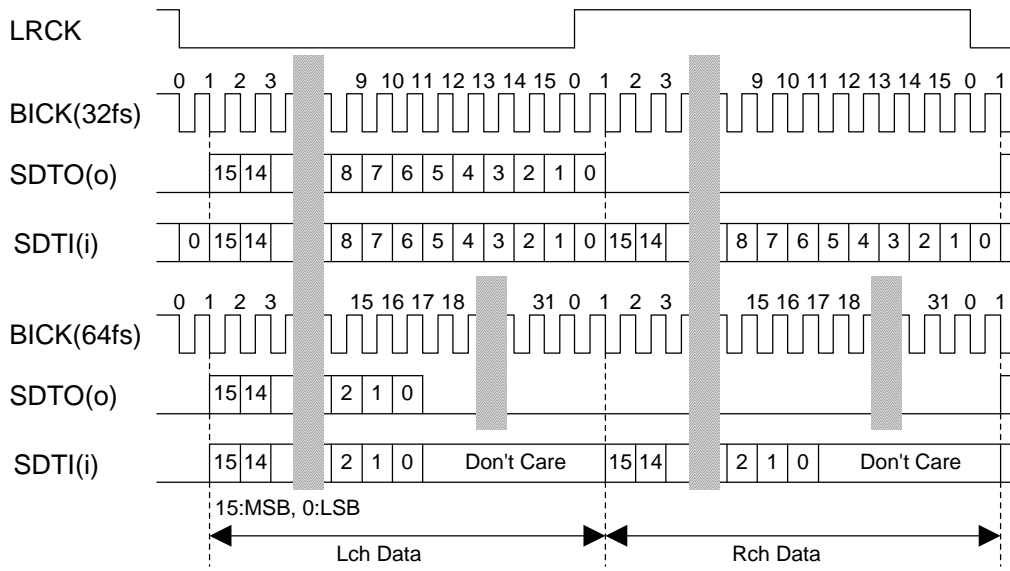 LRCK
0 1 2 3 9 10 11 12 13 14 15 0 1 2 3 9 10 11 12 13 14 15 0 1
BICK(32fs)
SDTO(o) 15 14 8 7 6 5 4 3 2 1 0
SDTI(i) 0 15 14 8 7 6 5 4 3 2 1 0 15 14 8 7 6 5 4 3 2 1 0
0 1 2 3 15 16 17 18 31 0 1 2 3 15 16 17 18 31 0 1
BICK(64fs)
SDTO(o) 15 14 2 1 0
SDTI(i) 15 14 2 1 0 Don't Care 15 14 2 1 0 Don't Care
15:MSB, 0:LSB
Lch Data Rch Data